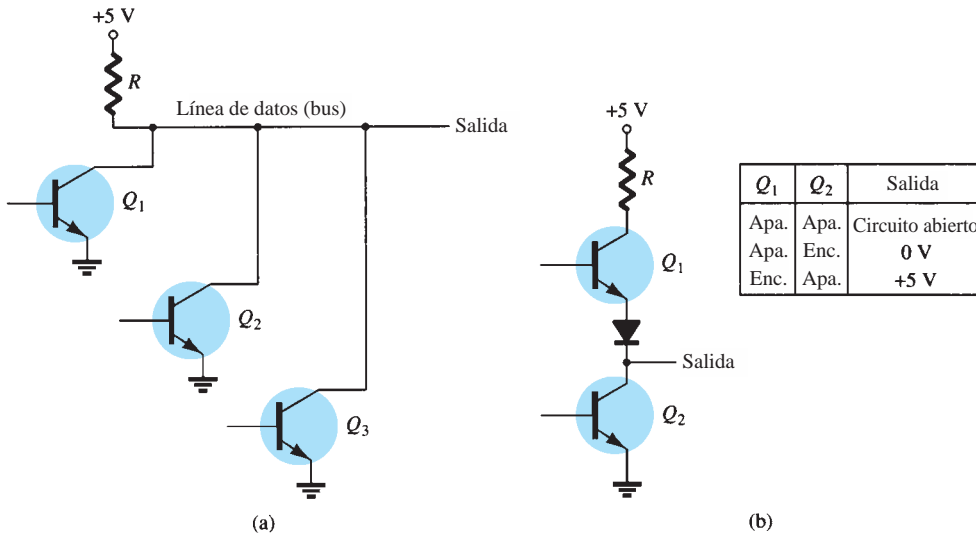 +5 V
R
Línea de datos (bus)
Salida
Q1
Q2
Q3
(a)
+5 V
R
Q1
Salida
Q2
(b)
Q1 Q2 Salida
Apa. Apa. Circuito abierto
Apa. Enc. 0 V
Enc. Apa. +5 V